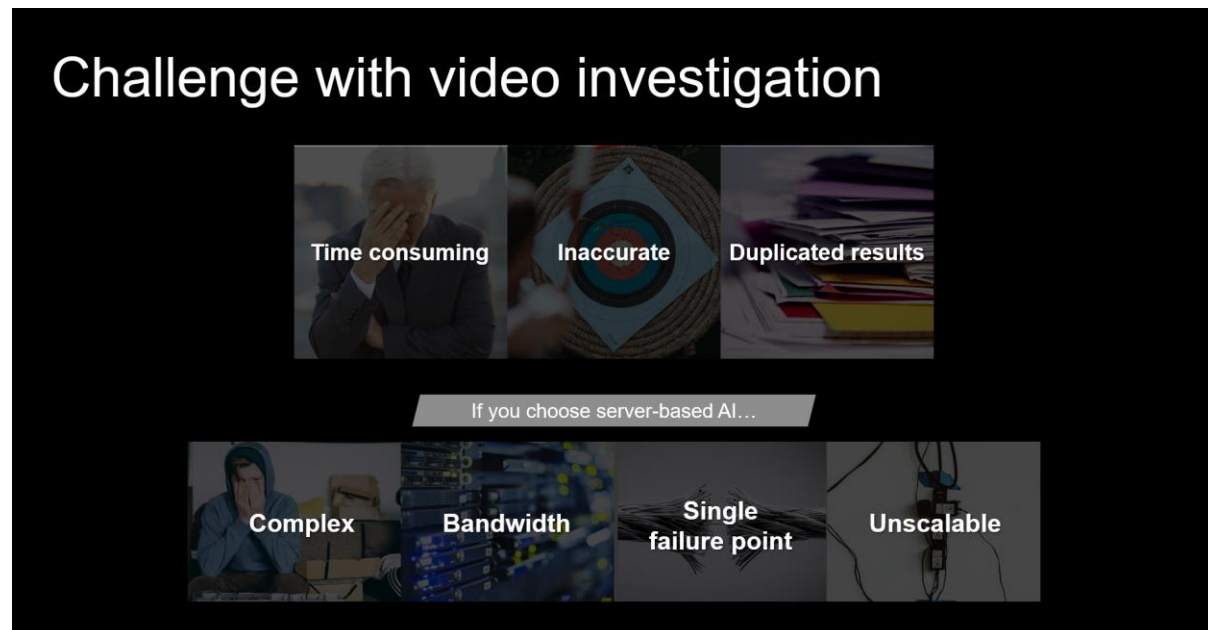 Challenge with video investigation
Time consuming
Inaccurate
Duplicated results
If you choose server-based AI…
Complex
Bandwidth
Single
failure point
Unscalable